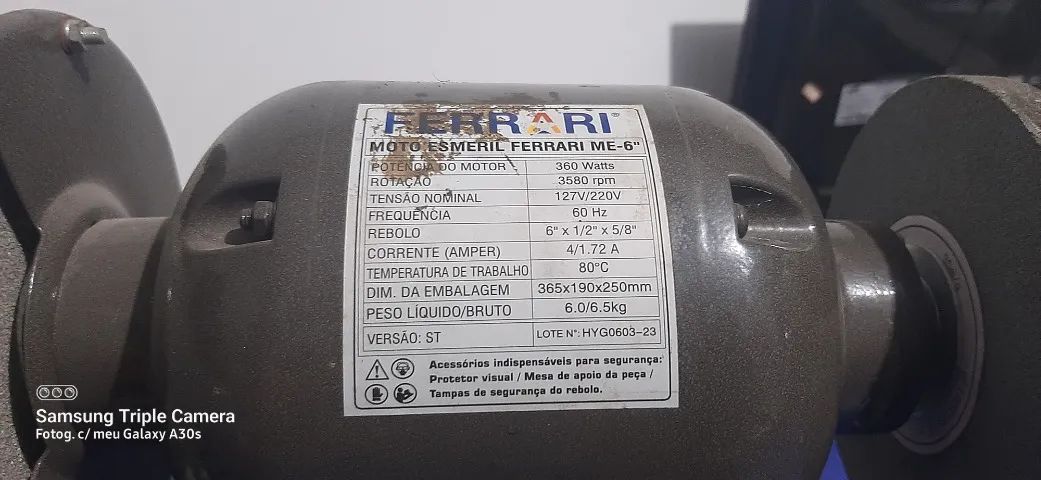 FERRARI®
MOTO ESMERIL FERRARI ME-6"
POTÊNCIA DO MOTOR 360 Watts
ROTAÇÃO 3580 rpm
TENSÃO NOMINAL 127V/220V
FREQUÊNCIA 60 Hz
REBOLO 6" x 1/2" x 5/8"
CORRENTE (AMPER) 4/1.72 A
TEMPERATURA DE TRABALHO 80°C
DIM. DA EMBALAGEM 365x190x250mm
PESO LÍQUIDO/BRUTO 6.0/6.5kg
VERSÃO: ST LOTE Nº: HYG0603-23
Acessórios indispensáveis para segurança:
Protetor visual / Mesa de apoio da peça /
Tampas de segurança do rebolo.
Samsung Triple Camera
Fotog. c/ meu Galaxy A30s